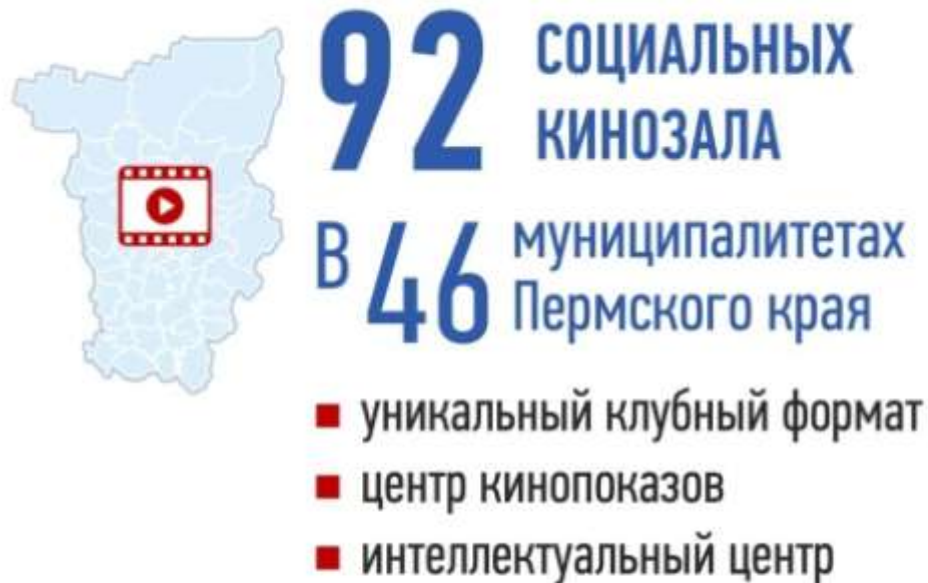 92 СОЦИАЛЬНЫХ
КИНОЗАЛА
В 46 муниципалитетах
Пермского края
уникальный клубный формат
центр кинопоказов
интеллектуальный центр